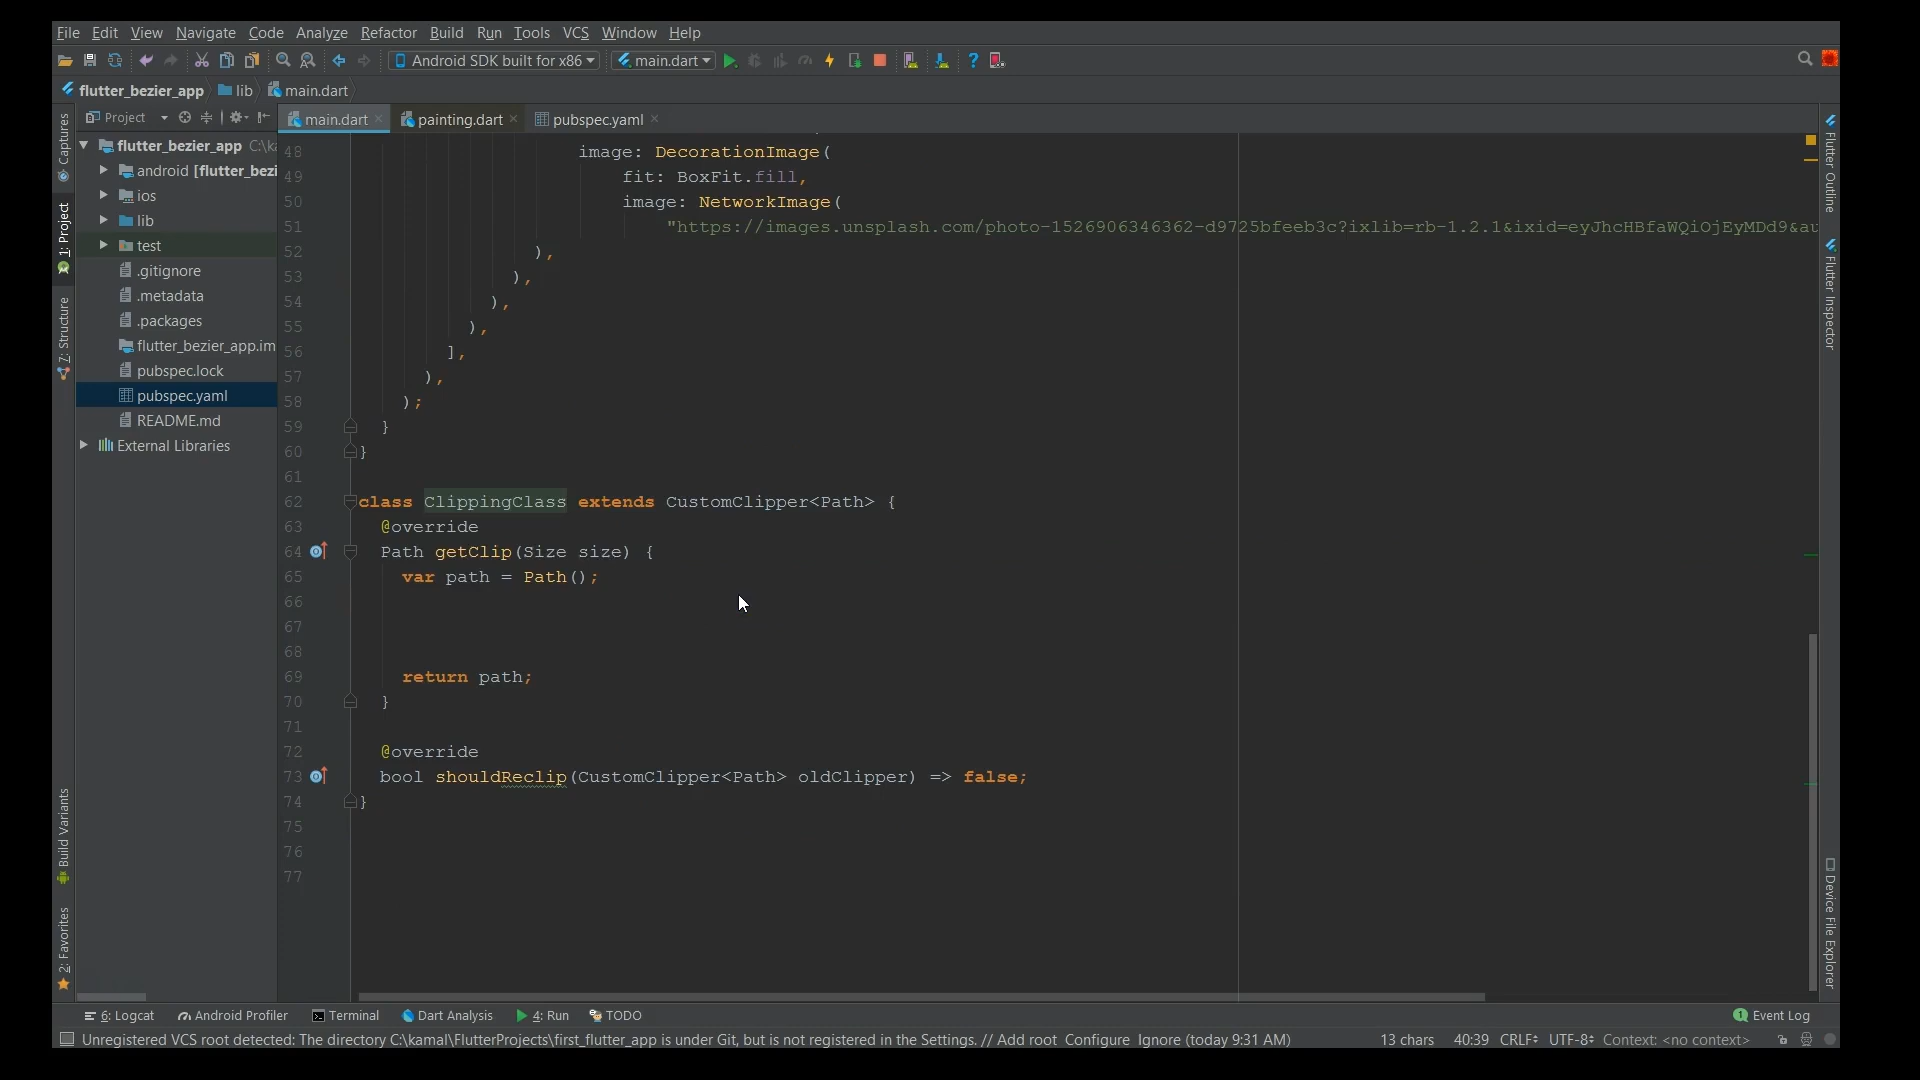 File Edit View Navigate Code Analyze Refactor Build Run Tools VCS Window Help
Android SDK built for x86 main.dart
flutter_bezier_app lib main.dart
Project main.dart painting.dart pubspec.yaml
Captures
1: Project
7: Structure
Build Variants
2: Favorites
flutter_bezier_app C:\ka
android [flutter_bezi
ios
lib
test
.gitignore
.metadata
.packages
flutter_bezier_app.im
pubspec.lock
pubspec.yaml
README.md
External Libraries
48 image: DecorationImage(
49 fit: BoxFit.fill,
50 image: NetworkImage(
51 "https://images.unsplash.com/photo-1526906346362-d9725bfeeb3c?ixlib=rb-1.2.1&ixid=eyJhcHBfaWQiOjEyMDd9&au
52 ),
53 ),
54 ),
55 ),
56 ],
57 ),
58 );
59 }
60 }
61
62 class ClippingClass extends CustomClipper<Path> {
63 @override
64 Path getClip(Size size) {
65 var path = Path();
66
67
68
69 return path;
70 }
71
72 @override
73 bool shouldReclip(CustomClipper<Path> oldClipper) => false;
74 }
75
76
77
Flutter Outline
Flutter Inspector
Device File Explorer
6: Logcat Android Profiler Terminal Dart Analysis 4: Run TODO 1 Event Log
Unregistered VCS root detected: The directory C:\kamal\FlutterProjects\first_flutter_app is under Git, but is not registered in the Settings. // Add root Configure Ignore (today 9:31 AM) 13 chars 40:39 CRLF UTF-8 Context: <no context>